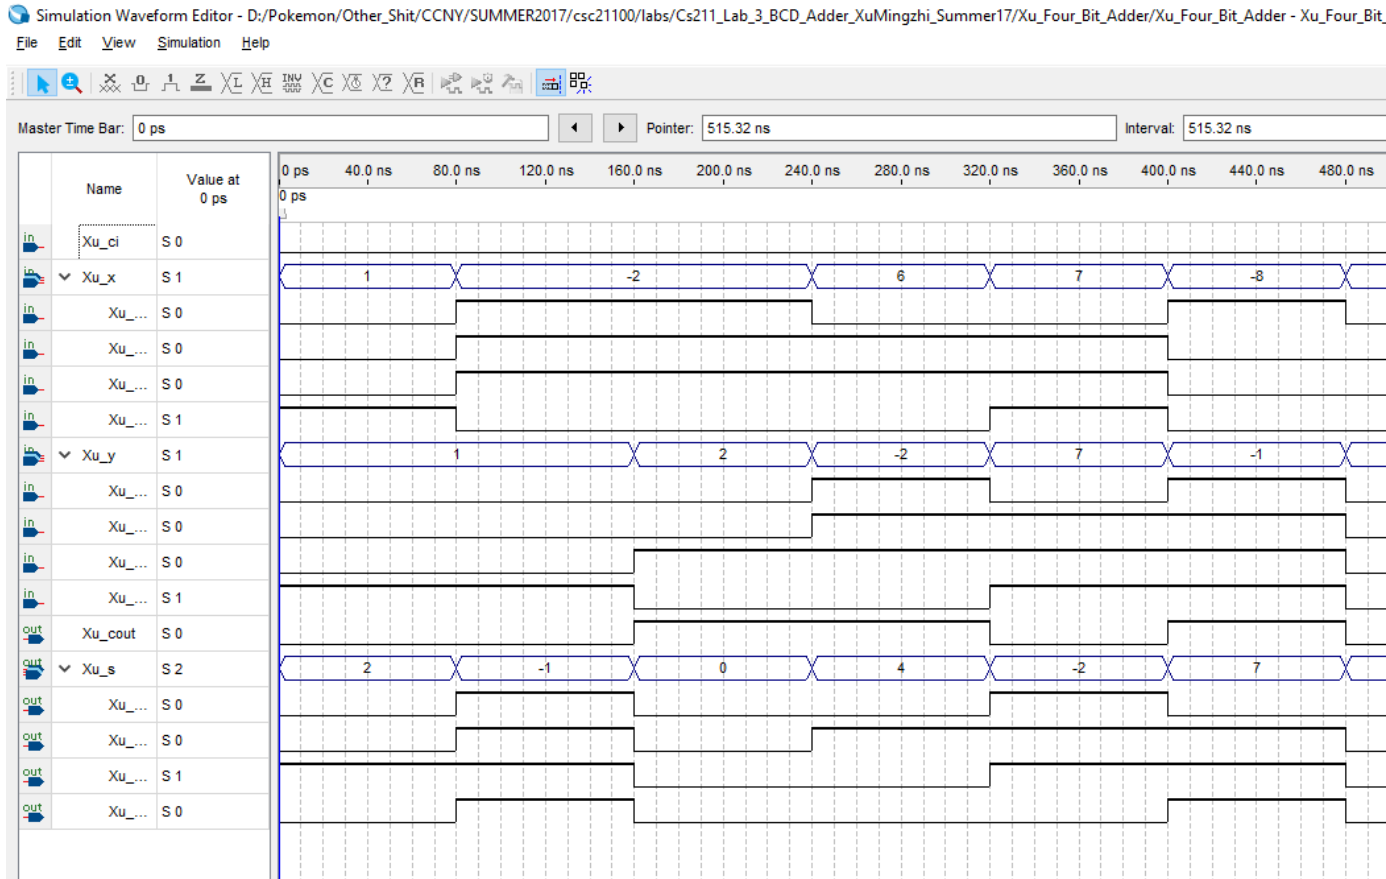 Simulation Waveform Editor - D:/Pokemon/Other_Shit/CCNY/SUMMER2017/csc21100/labs/Cs211_Lab_3_BCD_Adder_XuMingzhi_Summer17/Xu_Four_Bit_Adder/Xu_Four_Bit_Adder - Xu_Four_Bit_
File Edit View Simulation Help
Master Time Bar: 0 ps Pointer: 515.32 ns Interval: 515.32 ns
Name Value at 0 ps 0 ps 40.0 ns 80.0 ns 120.0 ns 160.0 ns 200.0 ns 240.0 ns 280.0 ns 320.0 ns 360.0 ns 400.0 ns 440.0 ns 480.0 ns
0 ps
in Xu_ci S 0
in Xu_x S 1 1 -2 6 7 -8
in Xu_... S 0
in Xu_... S 0
in Xu_... S 0
in Xu_... S 1
in Xu_y S 1 1 2 -2 7 -1
in Xu_... S 0
in Xu_... S 0
in Xu_... S 0
in Xu_... S 1
out Xu_cout S 0
out Xu_s S 2 2 -1 0 4 -2 7
out Xu_... S 0
out Xu_... S 0
out Xu_... S 1
out Xu_... S 0